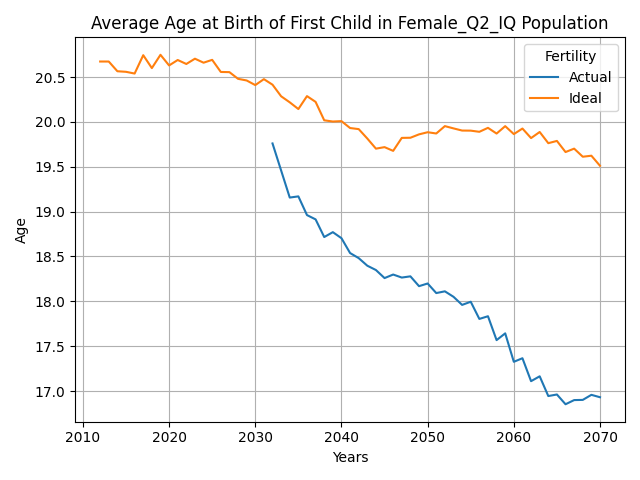 Average Age at Birth of First Child in Female_Q2_IQ Population
Fertility
Actual
Ideal
20.5
20.0
19.5
19.0
18.5
18.0
17.5
17.0
Age
2010 2020 2030 2040 2050 2060 2070
Years